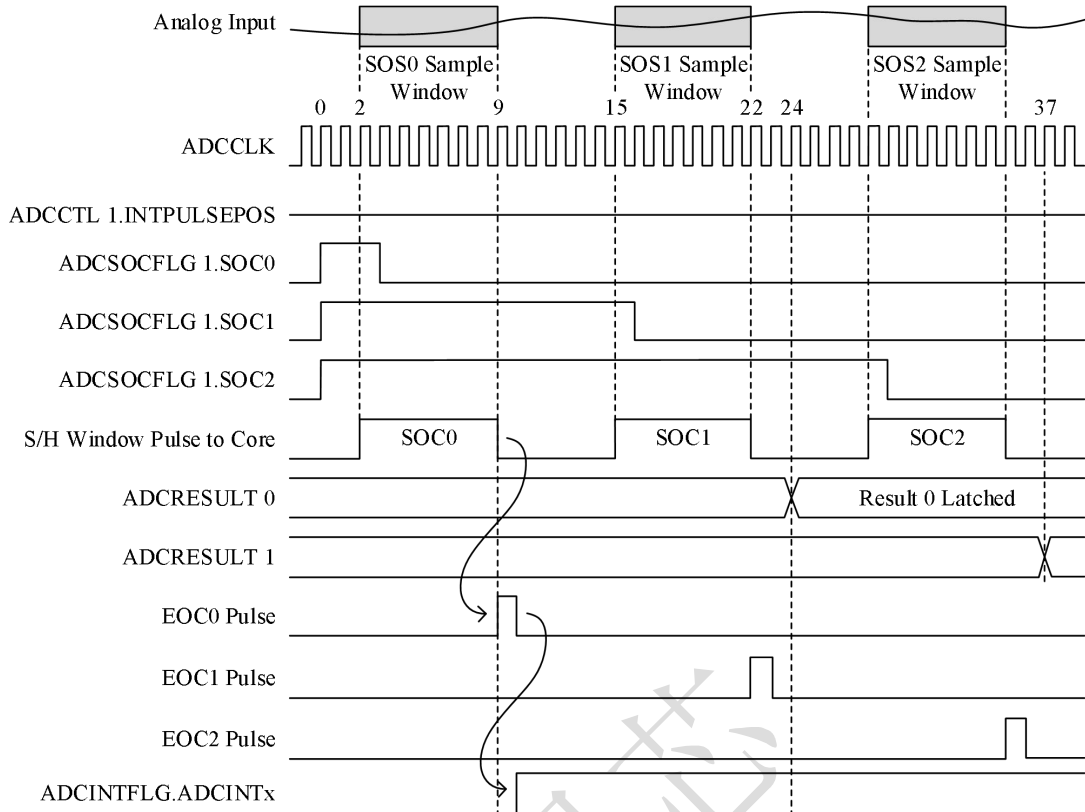 Analog Input
SOS0 Sample
Window
SOS1 Sample
Window
SOS2 Sample
Window
0 2 9 15 22 24 37
ADCCLK
ADCCTL 1.INTPULSEPOS
ADCSOCFLG 1.SOC0
ADCSOCFLG 1.SOC1
ADCSOCFLG 1.SOC2
S/H Window Pulse to Core SOC0 SOC1 SOC2
ADCRESULT 0 Result 0 Latched
ADCRESULT 1
EOC0 Pulse
EOC1 Pulse
EOC2 Pulse
ADCINTFLG.ADCINTx
芯